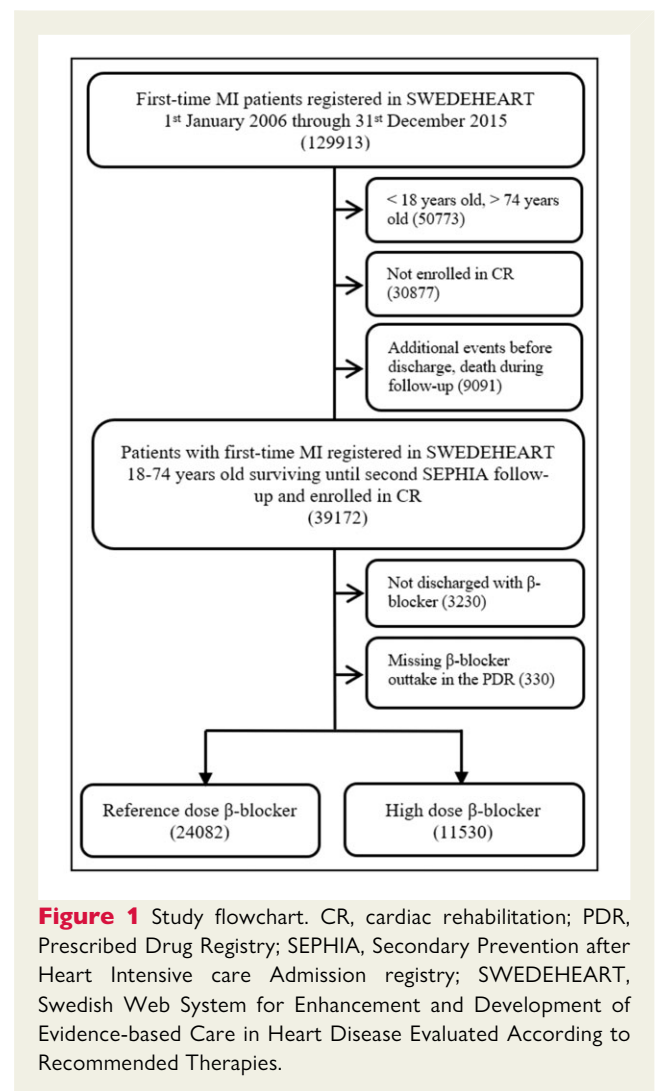 First-time MI patients registered in SWEDEHEART
1st January 2006 through 31st December 2015
(129913)
< 18 years old, > 74 years
old (50773)
Not enrolled in CR
(30877)
Additional events before
discharge, death during
follow-up (9091)
Patients with first-time MI registered in SWEDEHEART
18-74 years old surviving until second SEPHIA follow-
up and enrolled in CR
(39172)
Not discharged with β-
blocker (3230)
Missing β-blocker
outtake in the PDR (330)
Reference dose β-blocker
(24082)
High dose β-blocker
(11530)
Figure 1 Study flowchart. CR, cardiac rehabilitation; PDR,
Prescribed Drug Registry; SEPHIA, Secondary Prevention after
Heart Intensive care Admission registry; SWEDEHEART,
Swedish Web System for Enhancement and Development of
Evidence-based Care in Heart Disease Evaluated According to
Recommended Therapies.